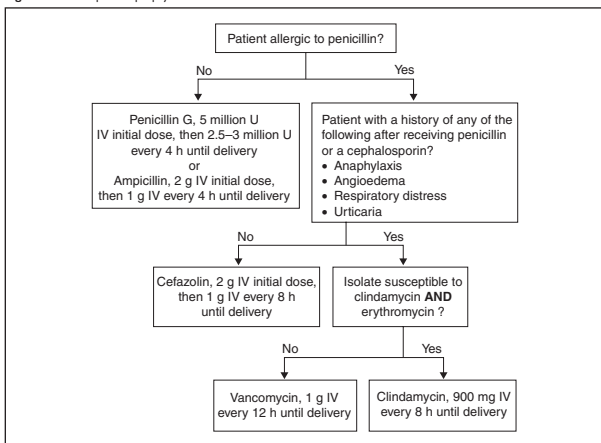 Patient allergic to penicillin?
No
Yes
Penicillin G, 5 million U
IV initial dose, then 2.5–3 million U
every 4 h until delivery
or
Ampicillin, 2 g IV initial dose,
then 1 g IV every 4 h until delivery
Patient with a history of any of the
following after receiving penicillin
or a cephalosporin?
• Anaphylaxis
• Angioedema
• Respiratory distress
• Urticaria
No
Yes
Cefazolin, 2 g IV initial dose,
then 1 g IV every 8 h
until delivery
Isolate susceptible to
clindamycin AND
erythromycin ?
No
Yes
Vancomycin, 1 g IV
every 12 h until delivery
Clindamycin, 900 mg IV
every 8 h until delivery